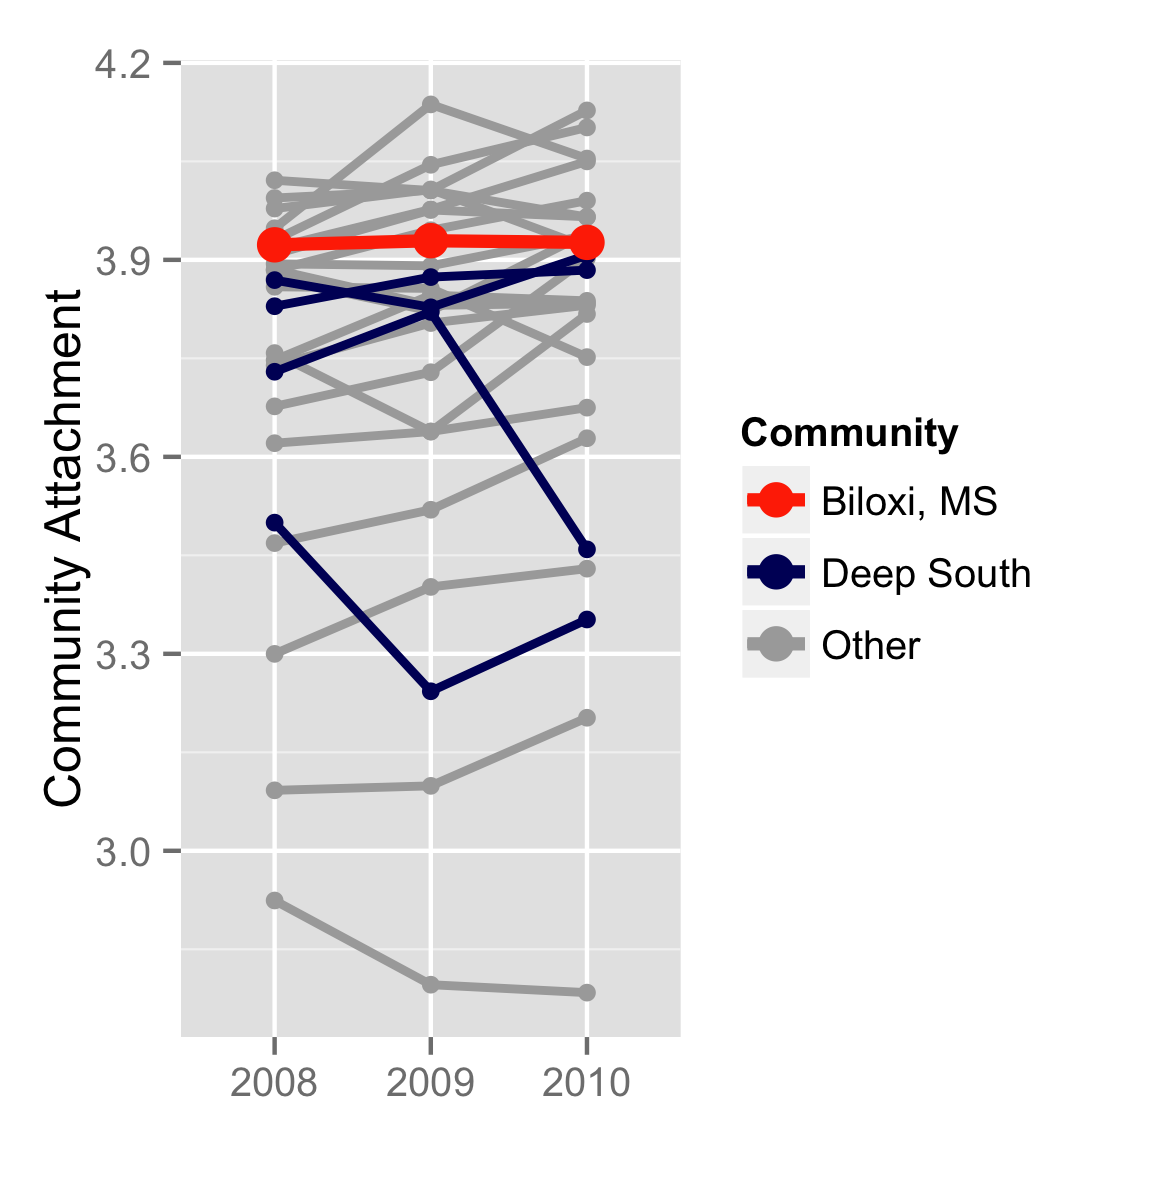 4.2
3.9
3.6
3.3
3.0
Community Attachment
2008 2009 2010
Community
Biloxi, MS
Deep South
Other